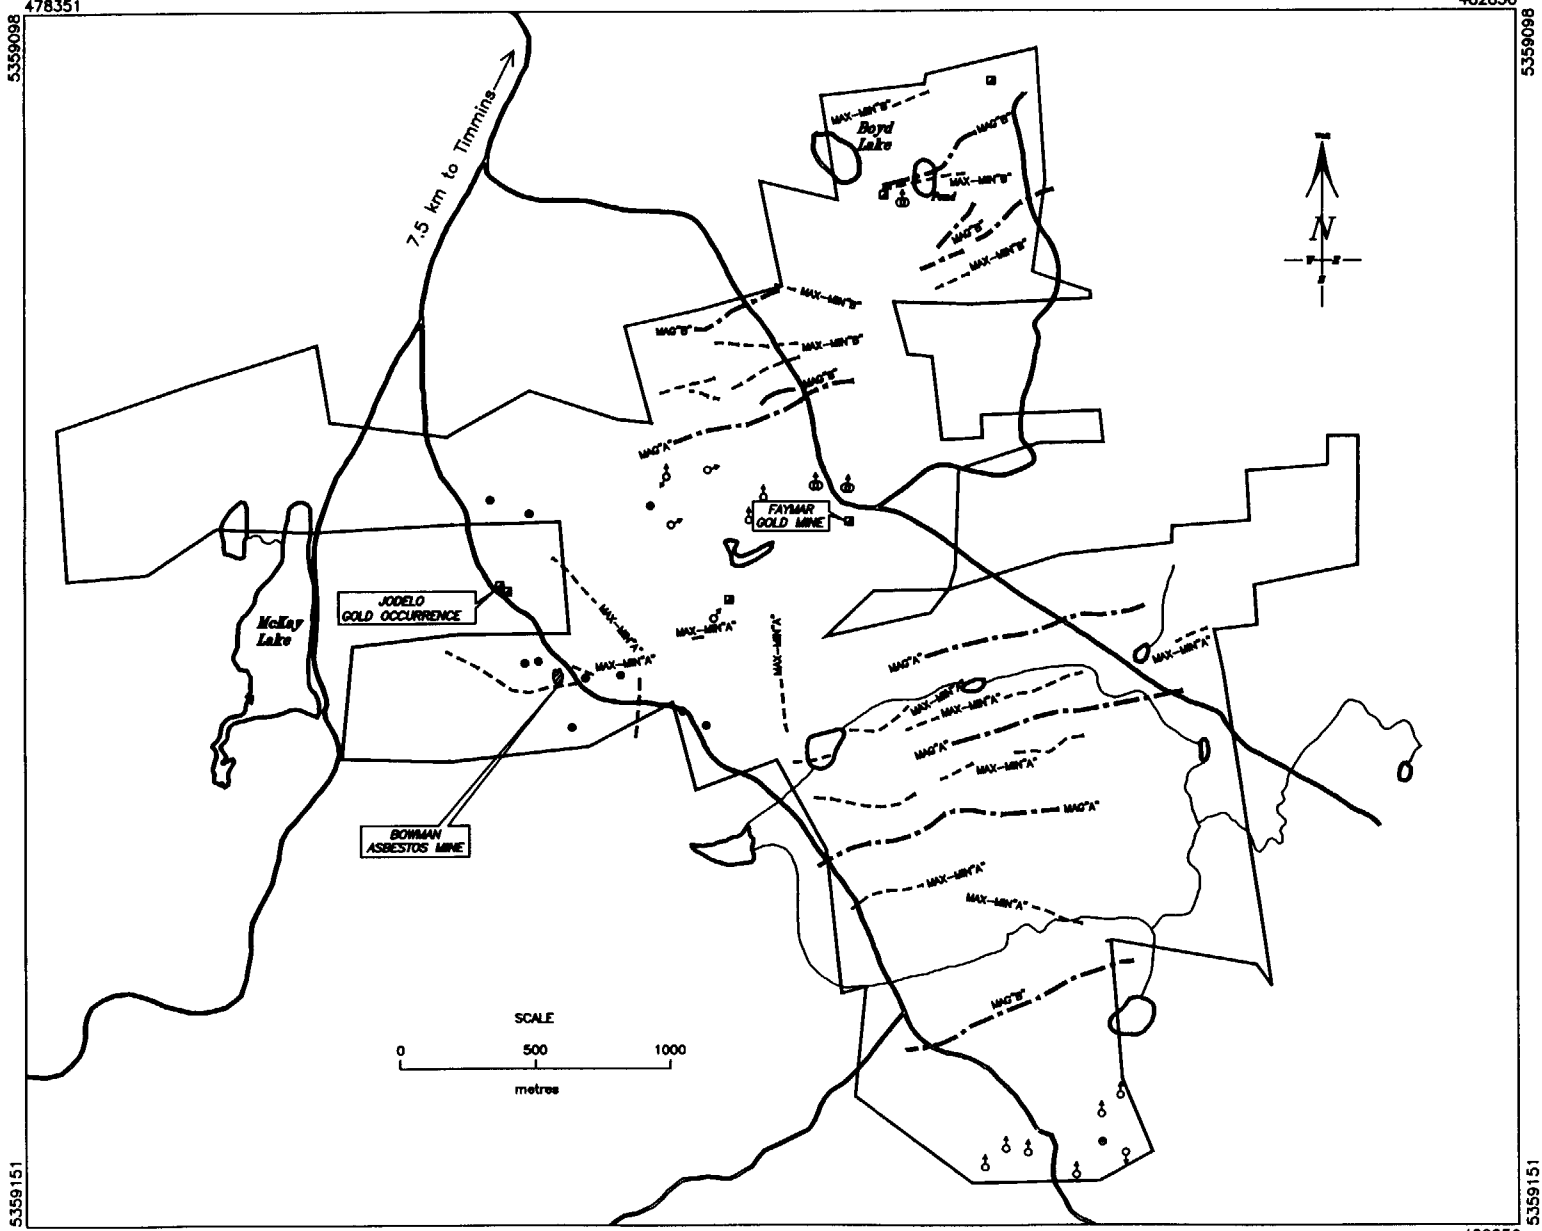 478351
5359098
5359098
7.5 km to Timmins
MAX-MIN"B"
Boyd
Lake
MAG"B"
MAX-MIN"B"
Pond
MAG"B"
MAX-MIN"B"
N
MAX-MIN"B"
MAG"B"
MAX-MIN"B"
MAG"B"
MAG"A"
FAYMAR
GOLD MINE
JODELO
GOLD OCCURRENCE
McKay
Lake
MAX-MIN"A"
MAX-MIN"A"
MAX-MIN"A"
MAX-MIN"A"
MAG"A"
MAX-MIN"A"
MAX-MIN"A"
MAX-MIN"A"
MAG"A"
MAX-MIN"A"
MAG"A"
BOWMAN
ASBESTOS MINE
MAX-MIN"A"
MAX-MIN"A"
MAG"B"
SCALE
0 500 1000
metres
5359151
5359151